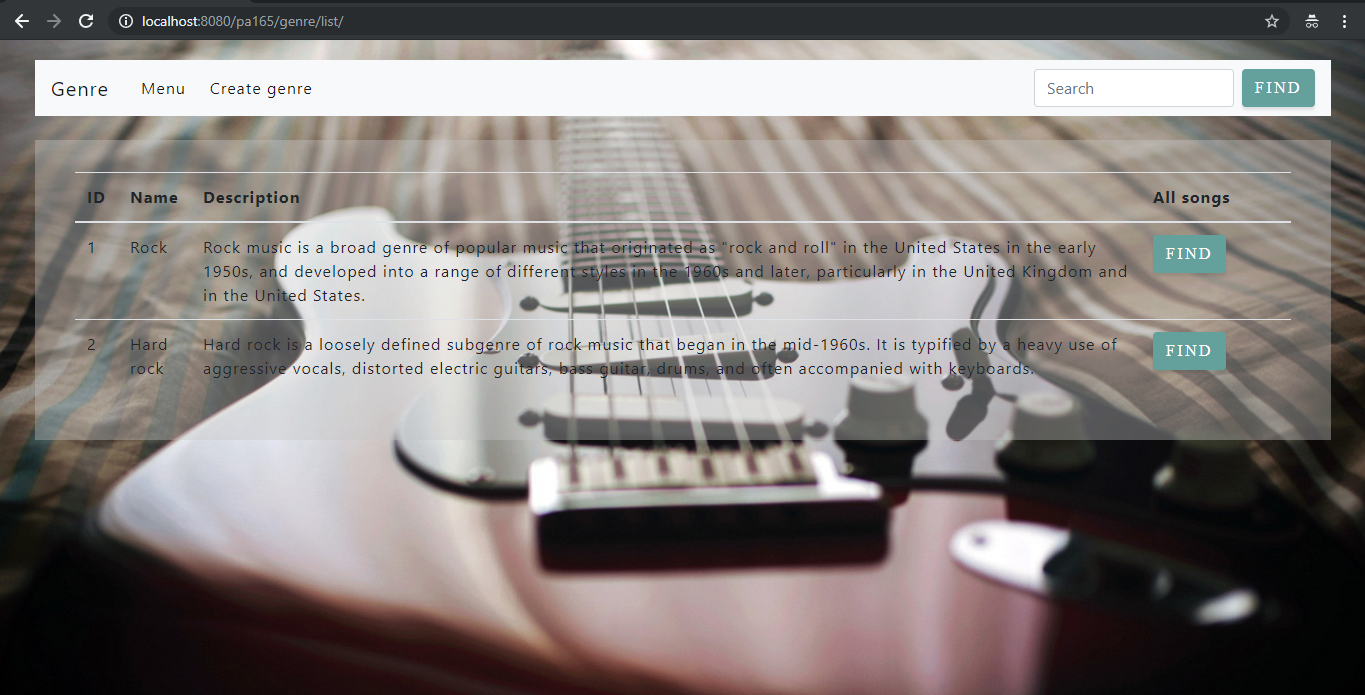 localhost:8080/pa165/genre/list/
Genre Menu Create genre Search FIND
ID Name Description All songs
1 Rock Rock music is a broad genre of popular music that originated as "rock and roll" in the United States in the early
1950s, and developed into a range of different styles in the 1960s and later, particularly in the United Kingdom and
in the United States.
FIND
2 Hard
rock
Hard rock is a loosely defined subgenre of rock music that began in the mid-1960s. It is typified by a heavy use of
aggressive vocals, distorted electric guitars, bass guitar, drums, and often accompanied with keyboards.
FIND